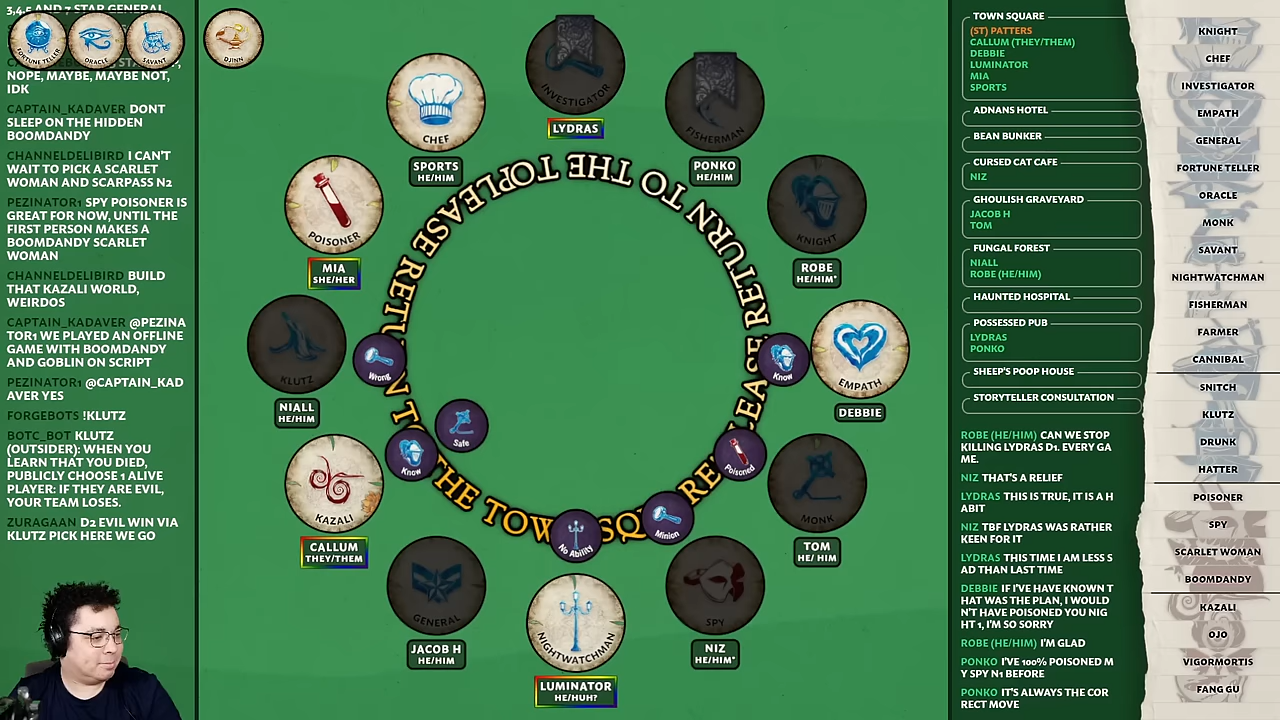 3,4,5 AND 7 STAR GENERAL
FORTUNE TELLER
ORACLE
SAVANT
DJINN
NOPE, MAYBE, MAYBE NOT,
IDK
CAPTAIN_KADAVER DONT
SLEEP ON THE HIDDEN
BOOMDANDY
CHANNELDELIBIRD I CAN'T
WAIT TO PICK A SCARLET
WOMAN AND SCARPASS N2
PEZINATOR1 SPY POISONER IS
GREAT FOR NOW, UNTIL THE
FIRST PERSON MAKES A
BOOMDANDY SCARLET
WOMAN
CHANNELDELIBIRD BUILD
THAT KAZALI WORLD,
WEIRDOS
CAPTAIN_KADAVER @PEZINA
TOR1 WE PLAYED AN OFFLINE
GAME WITH BOOMDANDY
AND GOBLIN ON SCRIPT
PEZINATOR1 @CAPTAIN_KAD
AVER YES
FORGEBOTS !KLUTZ
BOTC_BOT KLUTZ
(OUTSIDER): WHEN YOU
LEARN THAT YOU DIED,
PUBLICLY CHOOSE 1 ALIVE
PLAYER: IF THEY ARE EVIL,
YOUR TEAM LOSES.
ZURAGAAN D2 EVIL WIN VIA
KLUTZ PICK HERE WE GO
INVESTIGATOR
LYDRAS
FISHERMAN
PONKO
HE/HIM
KNIGHT
ROBE
HE/HIM*
EMPATH
DEBBIE
Know
MONK
TOM
HE/ HIM
Poisoned
SPY
NIZ
HE/HIM*
Minion
NIGHTWATCHMAN
LUMINATOR
HE/HUH?
No Ability
GENERAL
JACOB H
HE/HIM
KAZALI
CALLUM
THEY/THEM
Know
Safe
KLUTZ
NIALL
HE/HIM
Wrong
POISONER
MIA
SHE/HER
CHEF
SPORTS
HE/HIM
TOWN SQUARE
(ST) PATTERS
CALLUM (THEY/THEM)
DEBBIE
LUMINATOR
MIA
SPORTS
ADNANS HOTEL
BEAN BUNKER
CURSED CAT CAFE
NIZ
GHOULISH GRAVEYARD
JACOB H
TOM
FUNGAL FOREST
NIALL
ROBE (HE/HIM)
HAUNTED HOSPITAL
POSSESSED PUB
LYDRAS
PONKO
SHEEP'S POOP HOUSE
STORYTELLER CONSULTATION
ROBE (HE/HIM) CAN WE STOP
KILLING LYDRAS D1. EVERY GA
ME.
NIZ THAT'S A RELIEF
LYDRAS THIS IS TRUE, IT IS A H
ABIT
NIZ TBF LYDRAS WAS RATHER
KEEN FOR IT
LYDRAS THIS TIME I AM LESS S
AD THAN LAST TIME
DEBBIE IF I'VE HAVE KNOWN T
HAT WAS THE PLAN, I WOULD
N'T HAVE POISONED YOU NIG
HT 1, I'M SO SORRY
ROBE (HE/HIM) I'M GLAD
PONKO I'VE 100% POISONED M
Y SPY N1 BEFORE
PONKO IT'S ALWAYS THE COR
RECT MOVE
KNIGHT
CHEF
INVESTIGATOR
EMPATH
GENERAL
FORTUNE TELLER
ORACLE
MONK
SAVANT
NIGHTWATCHMAN
FISHERMAN
FARMER
CANNIBAL
SNITCH
KLUTZ
DRUNK
HATTER
POISONER
SPY
SCARLET WOMAN
BOOMDANDY
KAZALI
OJO
VIGORMORTIS
FANG GU